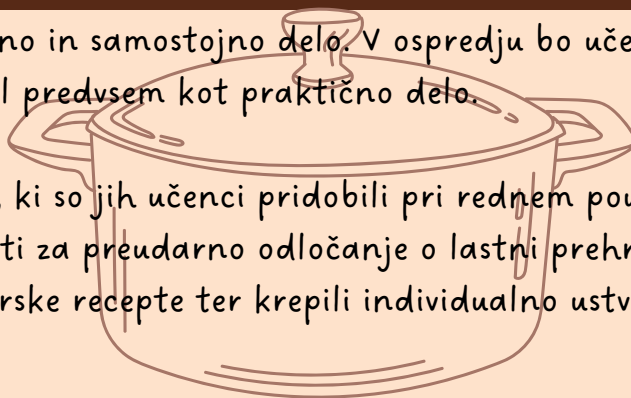 no in samostojno delo. V ospredju bo uče
l predvsem kot praktično delo.
, ki so jih učenci pridobili pri rednem pou
ti za preudarno odločanje o lastni prehr
rske recepte ter krepili individualno ustv